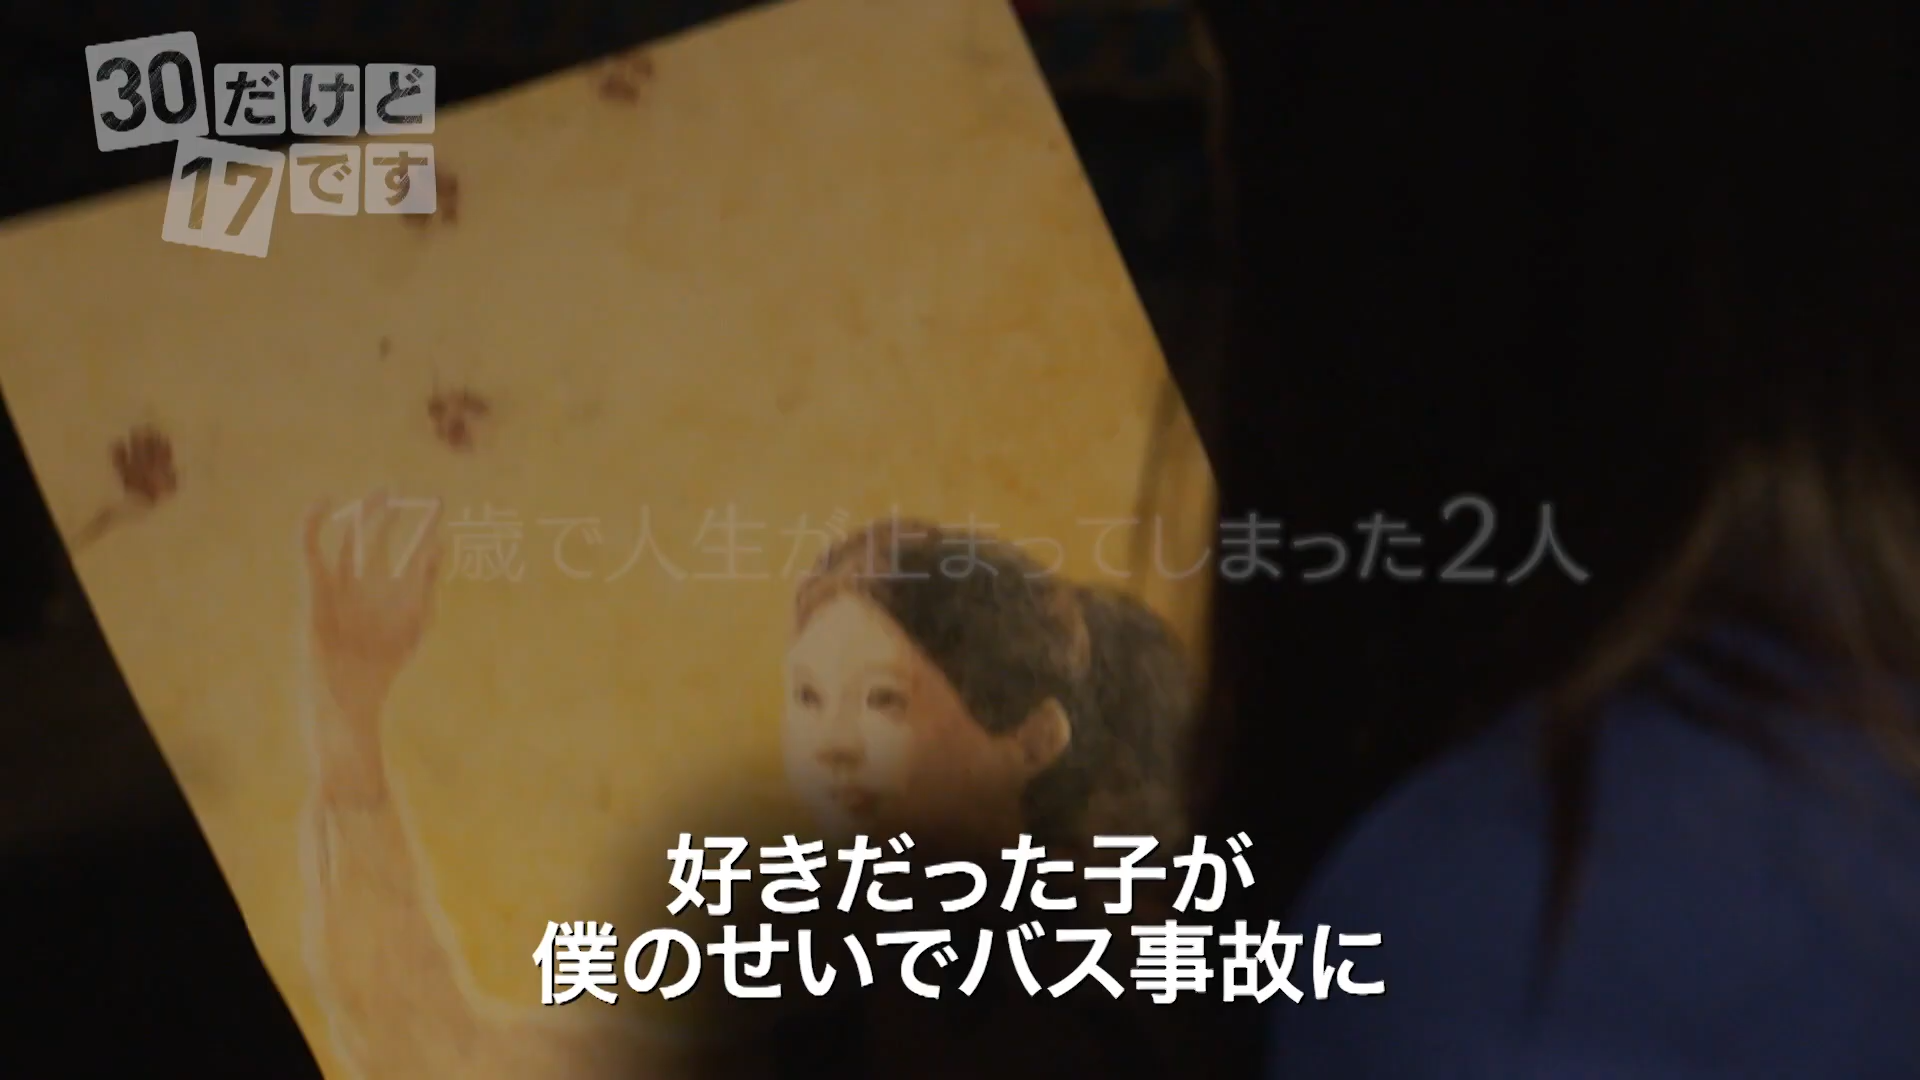 30だけど
17です
17歳で人生が止まってしまった2人
好きだった子が
僕のせいでバス事故に